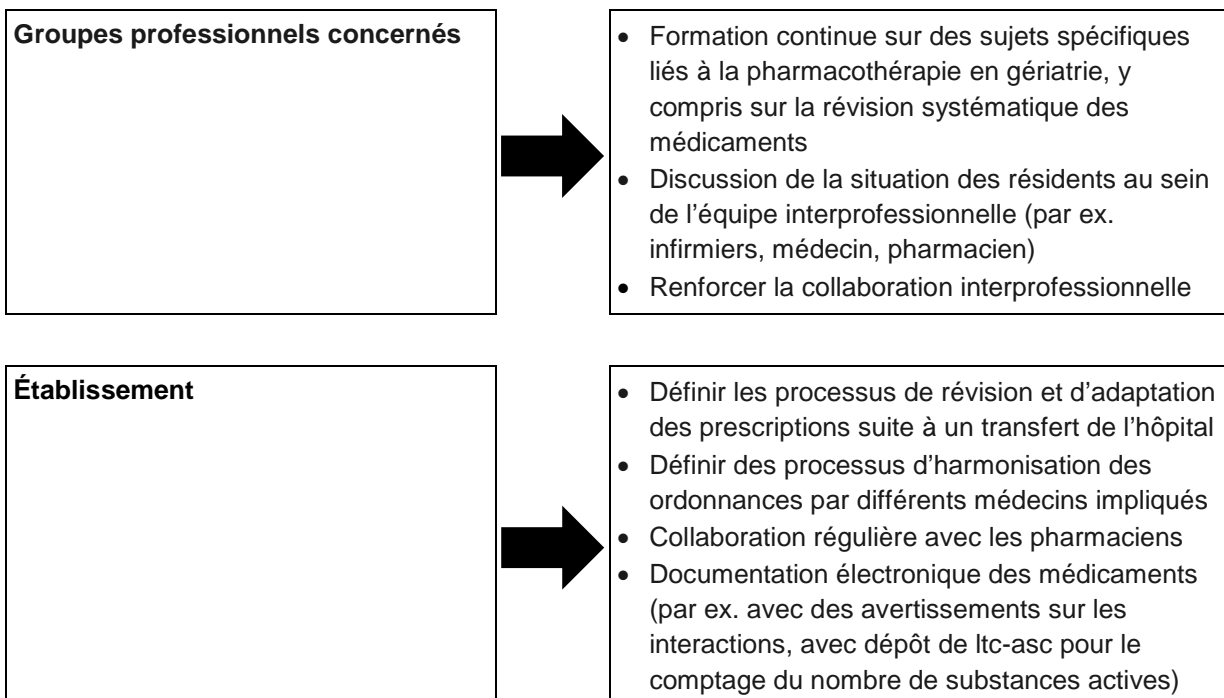 Groupes professionnels concernés
• Formation continue sur des sujets spécifiques
liés à la pharmacothérapie en gériatrie, y
compris sur la révision systématique des
médicaments
• Discussion de la situation des résidents au sein
de l’équipe interprofessionnelle (par ex.
infirmiers, médecin, pharmacien)
• Renforcer la collaboration interprofessionnelle
Établissement
• Définir les processus de révision et d’adaptation
des prescriptions suite à un transfert de l’hôpital
• Définir des processus d’harmonisation des
ordonnances par différents médecins impliqués
• Collaboration régulière avec les pharmaciens
• Documentation électronique des médicaments
(par ex. avec des avertissements sur les
interactions, avec dépôt de ltc-asc pour le
comptage du nombre de substances actives)